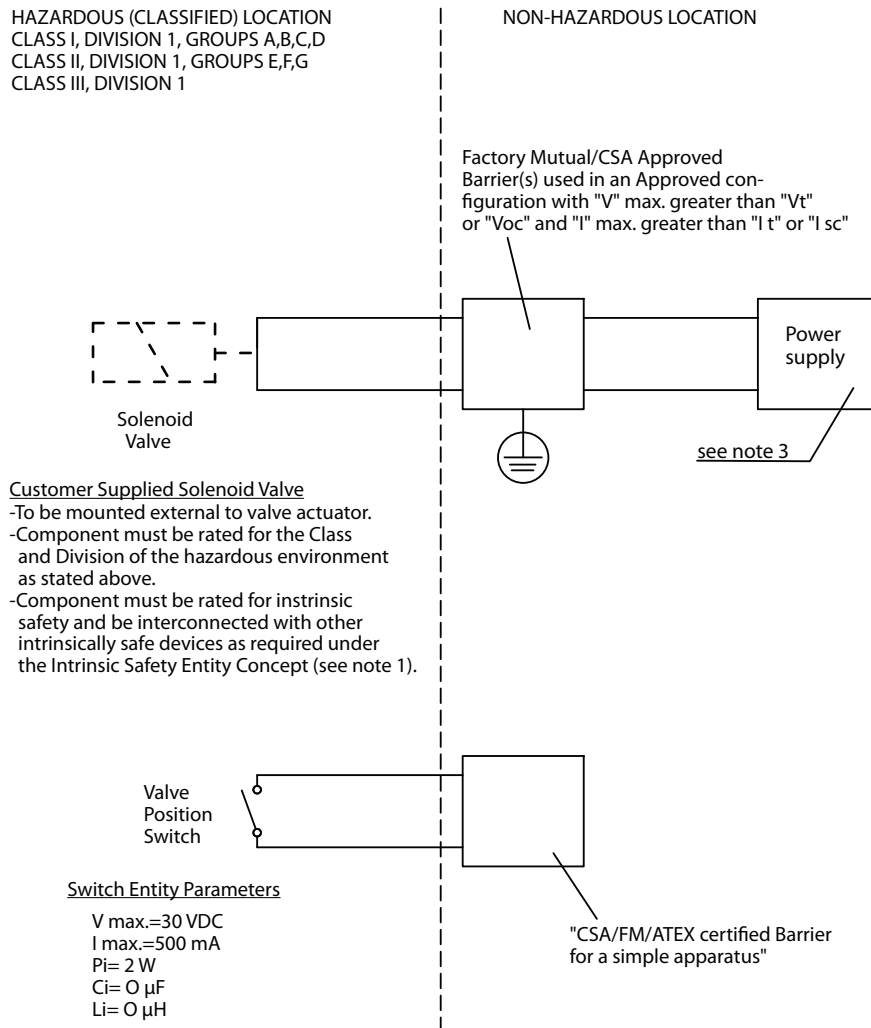 HAZARDOUS (CLASSIFIED) LOCATION
CLASS I, DIVISION 1, GROUPS A,B,C,D
CLASS II, DIVISION 1, GROUPS E,F,G
CLASS III, DIVISION 1
NON-HAZARDOUS LOCATION
Factory Mutual/CSA Approved
Barrier(s) used in an Approved con-
figuration with "V" max. greater than "Vt"
or "Voc" and "I" max. greater than "I t" or "I sc"
Power
supply
see note 3
Solenoid
Valve
Customer Supplied Solenoid Valve
-To be mounted external to valve actuator.
-Component must be rated for the Class
and Division of the hazardous environment
as stated above.
-Component must be rated for instrinsic
safety and be interconnected with other
intrinsically safe devices as required under
the Intrinsic Safety Entity Concept (see note 1).
Valve
Position
Switch
Switch Entity Parameters
V max.=30 VDC
I max.=500 mA
Pi= 2 W
Ci= O µF
Li= O µH
"CSA/FM/ATEX certified Barrier
for a simple apparatus"